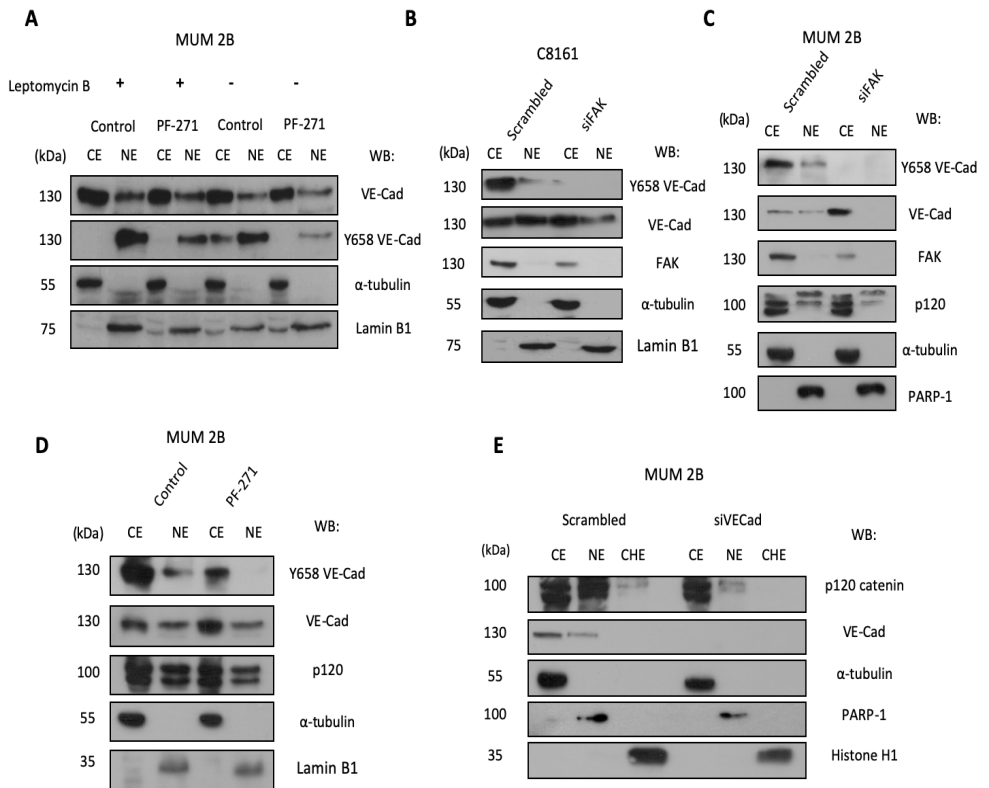 A
MUM 2B
Leptomycin B + + - -
Control PF-271 Control PF-271
(kDa) CE NE CE NE CE NE CE NE WB:
130 VE-Cad
130 Y658 VE-Cad
55 α-tubulin
75 Lamin B1
B
C8161
Scrambled siFAK
(kDa) CE NE CE NE WB:
130 Y658 VE-Cad
130 VE-Cad
130 FAK
55 α-tubulin
75 Lamin B1
C
MUM 2B
Scrambled siFAK
(kDa) CE NE CE NE WB:
130 Y658 VE-Cad
130 VE-Cad
130 FAK
100 p120
55 α-tubulin
100 PARP-1
D
MUM 2B
Control PF-271
(kDa) CE NE CE NE WB:
130 Y658 VE-Cad
130 VE-Cad
100 p120
55 α-tubulin
35 Lamin B1
E
MUM 2B
Scrambled siVECad
(kDa) CE NE CHE CE NE CHE WB:
100 p120 catenin
130 VE-Cad
55 α-tubulin
100 PARP-1
35 Histone H1